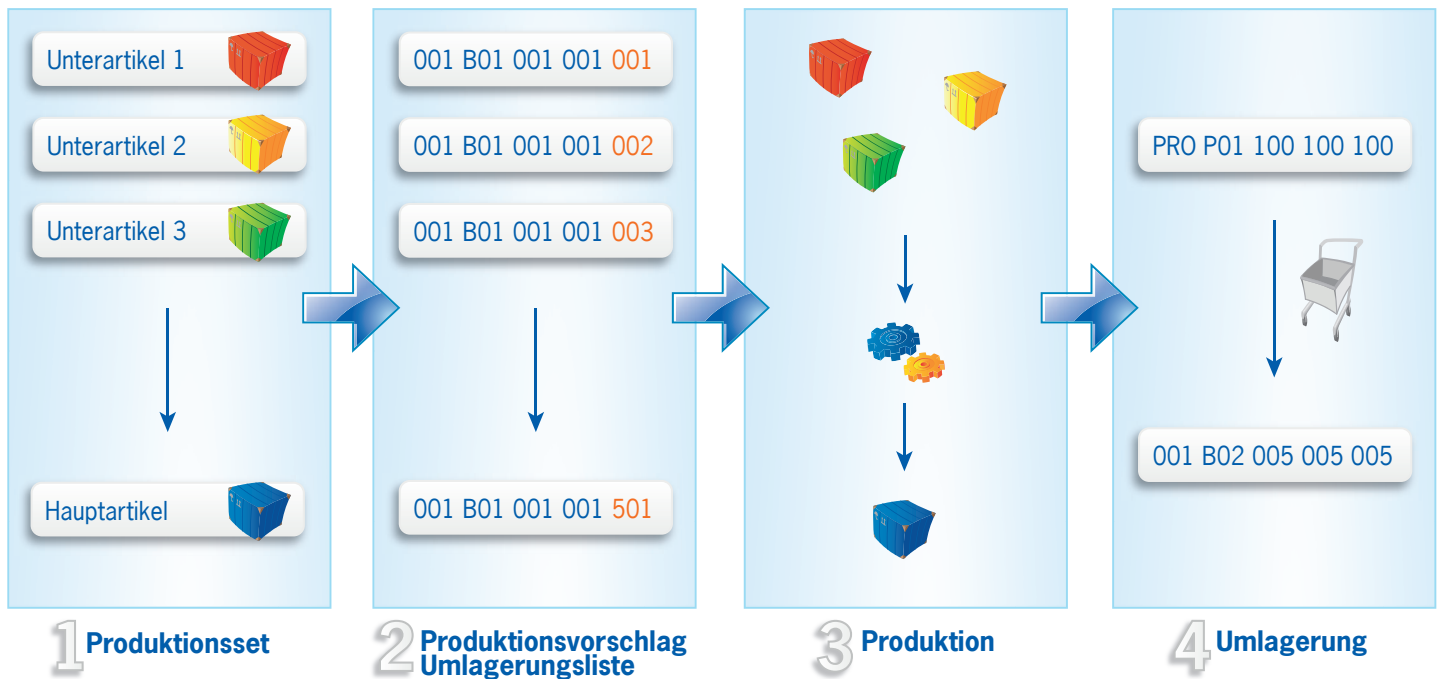 Unterartikel 1
Unterartikel 2
Unterartikel 3
Hauptartikel
1 Produktionsset
001 B01 001 001 001
001 B01 001 001 002
001 B01 001 001 003
001 B01 001 001 501
2 Produktionsvorschlag
Umlagerungsliste
3 Produktion
PRO P01 100 100 100
001 B02 005 005 005
4 Umlagerung